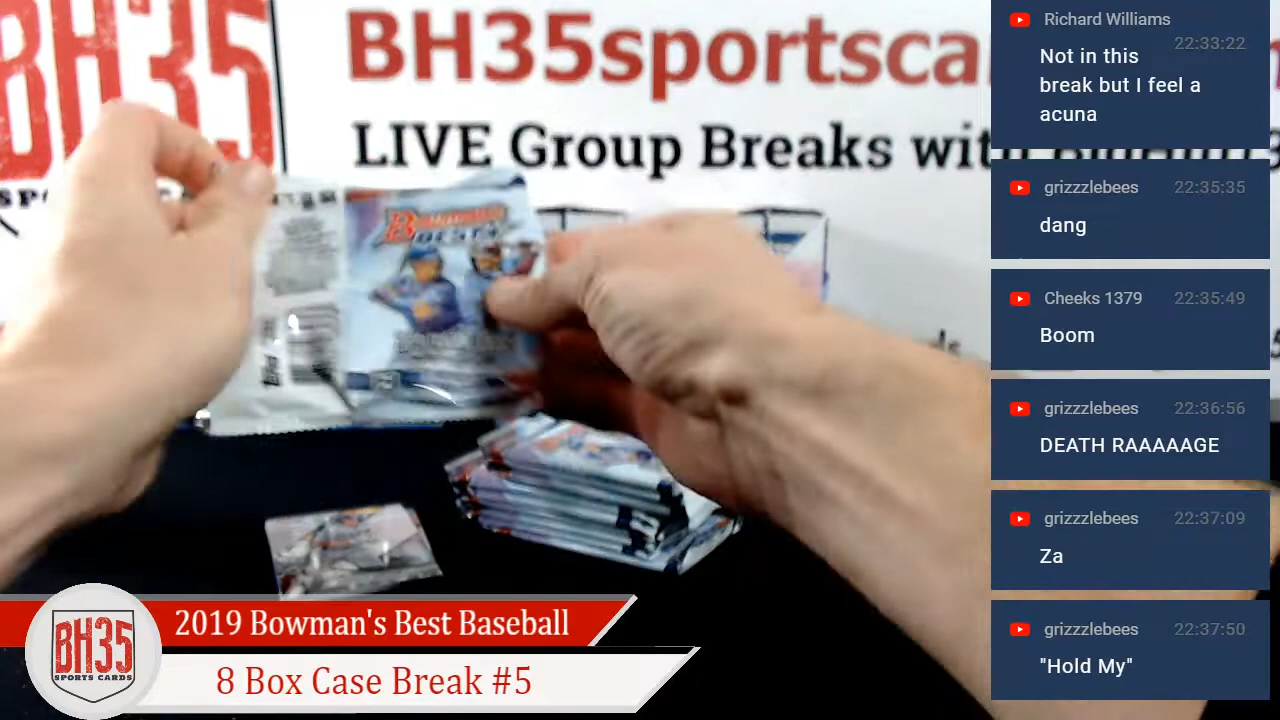 BH35
BH35sportsca
LIVE Group Breaks wit
BOWMAN'S
BEST
topps
Richard Williams
22:33:22
Not in this
break but I feel a
acuna
grizzzlebees 22:35:35
dang
Cheeks 1379 22:35:49
Boom
grizzzlebees 22:36:56
DEATH RAAAAAGE
grizzzlebees 22:37:09
Za
grizzzlebees 22:37:50
"Hold My"
BH35
SPORTS CARDS
2019 Bowman's Best Baseball
8 Box Case Break #5